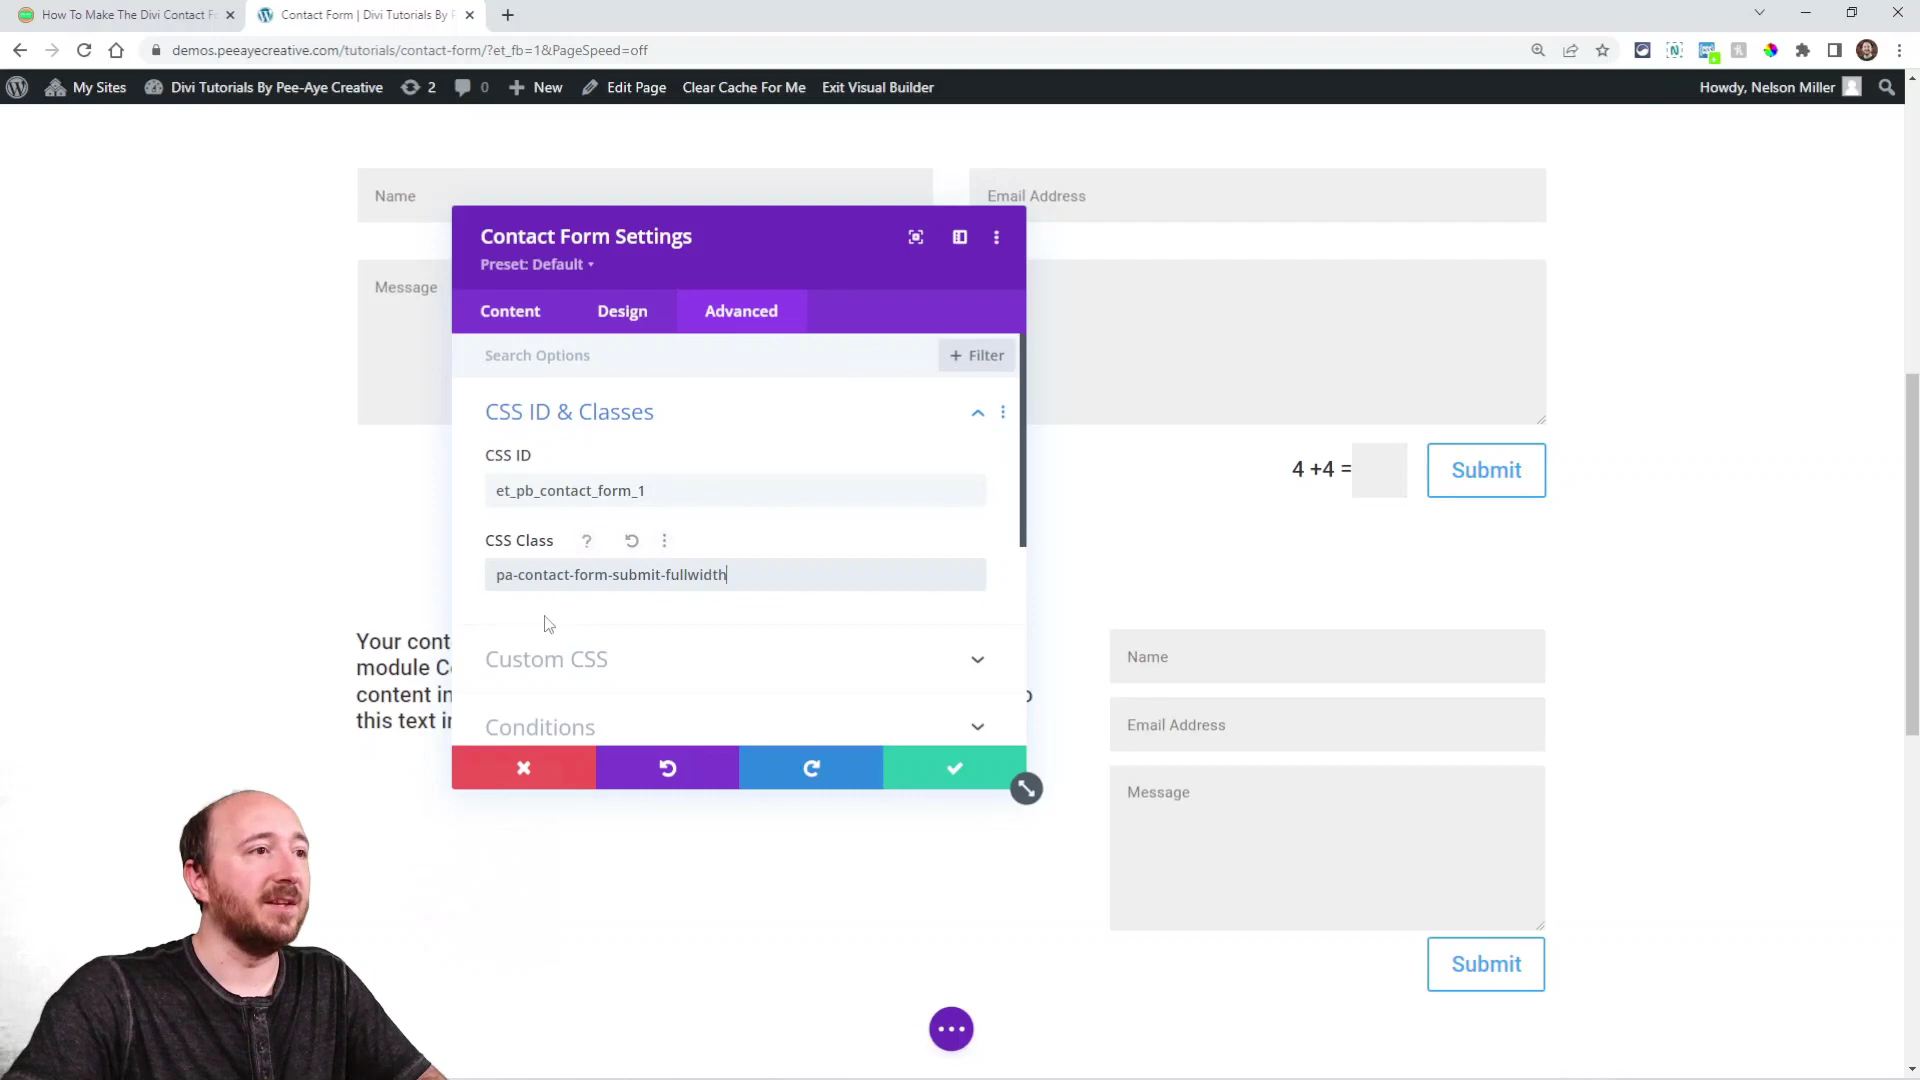 How To Make The Divi Contact F
Contact Form | Divi Tutorials By P
demos.peeayecreative.com/tutorials/contact-form/?et_fb=1&PageSpeed=off
My Sites
Divi Tutorials By Pee-Aye Creative
2
0
New
Edit Page
Clear Cache For Me
Exit Visual Builder
Howdy, Nelson Miller
Name
Email Address
Message
Contact Form Settings
Preset: Default
Content
Design
Advanced
Search Options
+ Filter
CSS ID & Classes
CSS ID
et_pb_contact_form_1
CSS Class
?
pa-contact-form-submit-fullwidth
Custom CSS
Conditions
4 +4 =
Submit
Your cont
module C
content in
this text i
Name
Email Address
Message
Submit